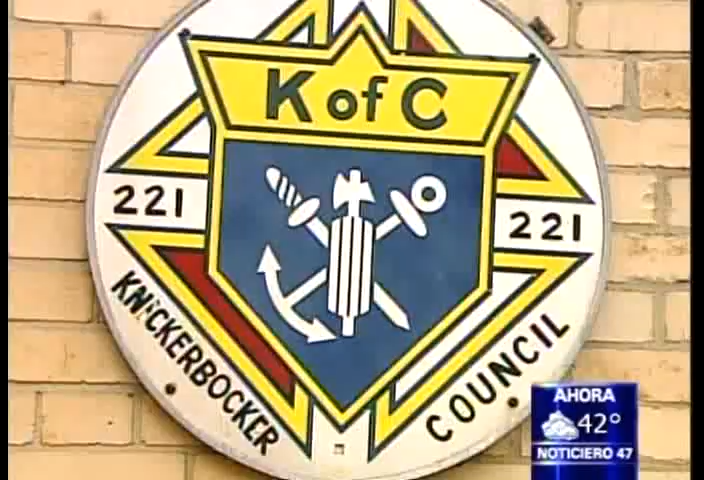 K of C
221 221
KNICKERBOCKER
COUNCIL
AHORA
42°
NOTICIERO 47